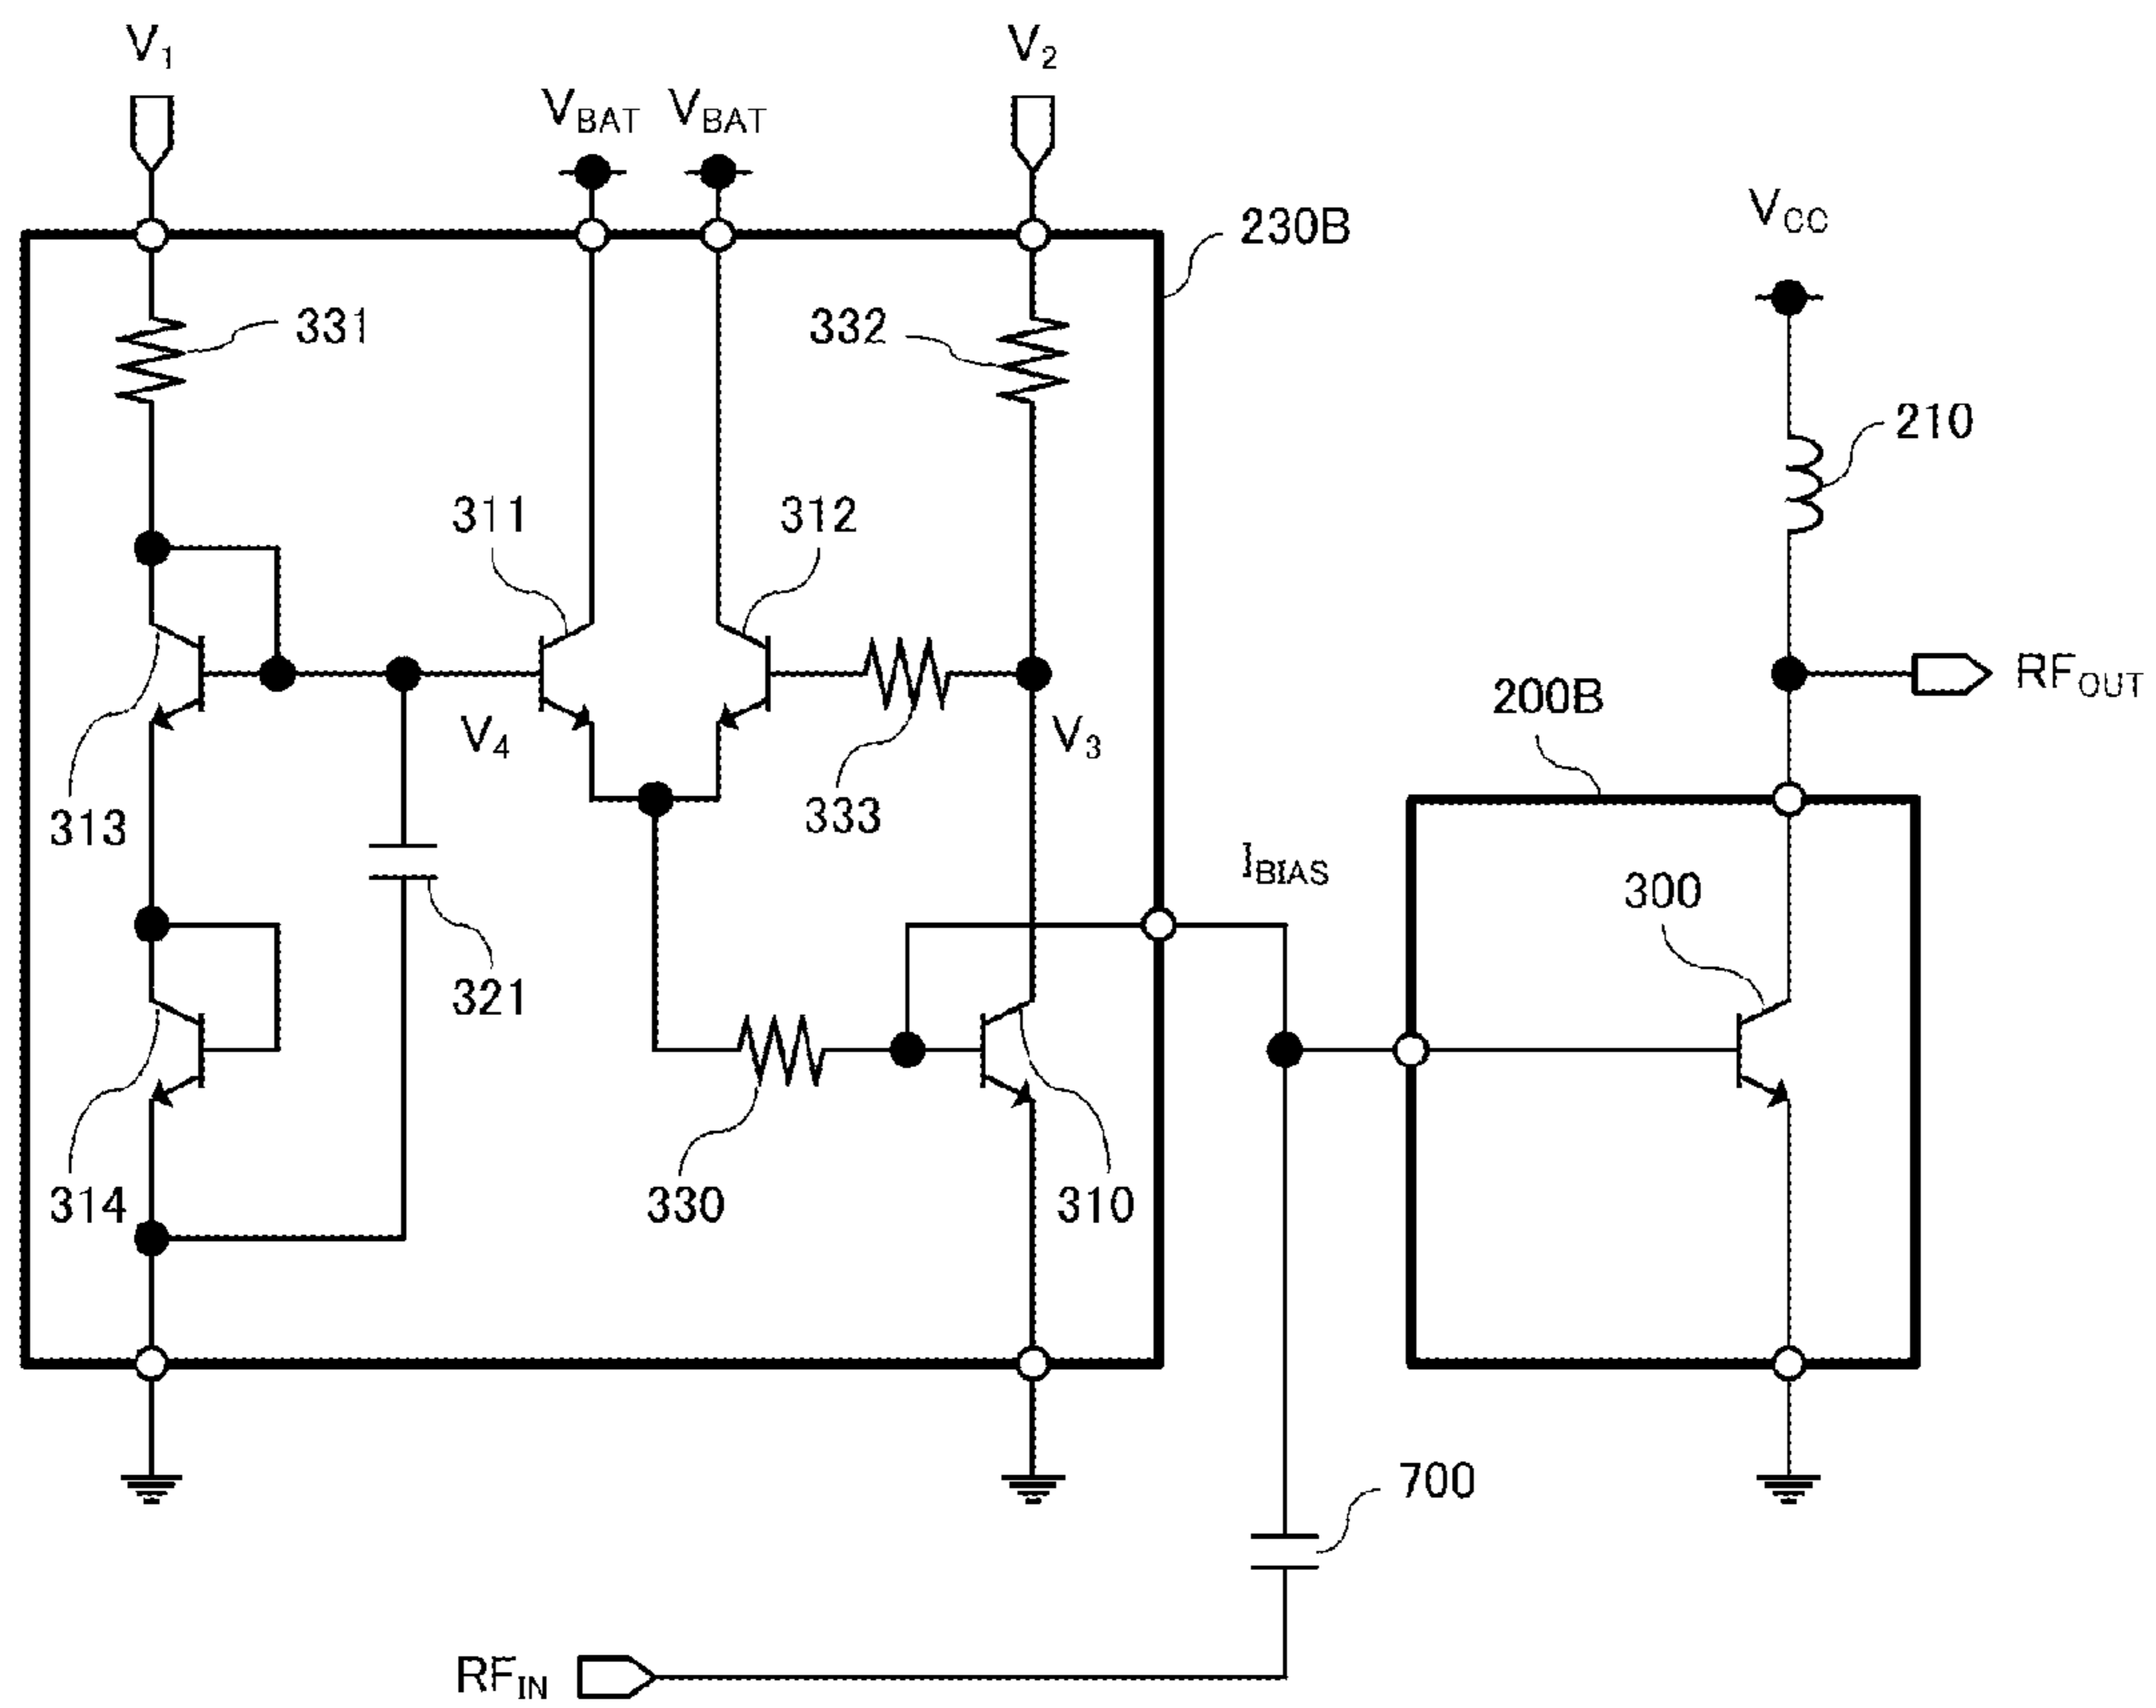 V1
V2
VBAT
VBAT
230B
VCC
331
332
210
311
312
RFOUT
200B
V4
V3
313
333
IBIAS
300
321
314
330
310
700
RFIN